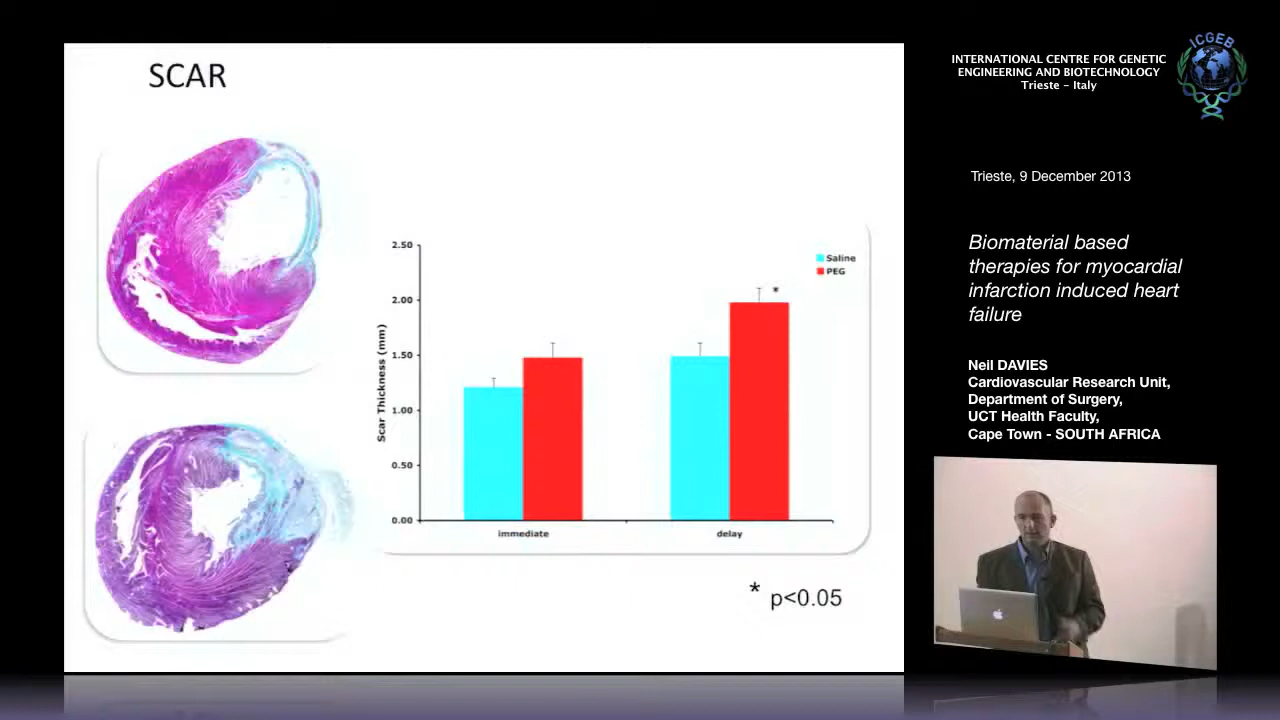 SCAR
2.50
2.00
1.50
1.00
0.50
0.00
Scar Thickness (mm)
Saline
PEG
*
immediate
delay
* p<0.05
ICGEB
INTERNATIONAL CENTRE FOR GENETIC
ENGINEERING AND BIOTECHNOLOGY
Trieste - Italy
Trieste, 9 December 2013
Biomaterial based
therapies for myocardial
infarction induced heart
failure
Neil DAVIES
Cardiovascular Research Unit,
Department of Surgery,
UCT Health Faculty,
Cape Town - SOUTH AFRICA